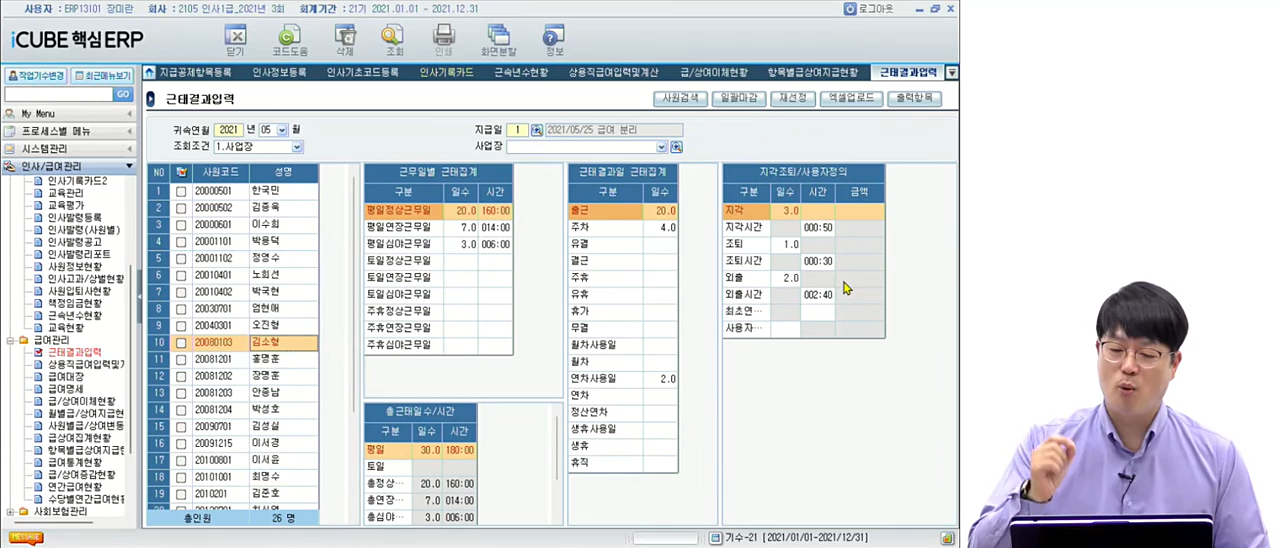 사용자 : ERP13I01 장미란 회사 : 2105 인사1급_2021년 3회 회계기간 : 21기 2021.01.01 - 2021.12.31 로그아웃
iCUBE 핵심ERP
닫기 코드도움 삭제 조회 인쇄 화면분할 정보
작업기수변경 최근메뉴보기
지급공제항목등록 인사정보등록 인사기초코드등록 인사기록카드 근속년수현황 상용직급여입력및계산 급/상여이체현황 항목별급상여지급현황 근태결과입력
GO
근태결과입력 사원검색 일괄마감 재선정 엑셀업로드 출력항목
My Menu
프로세스별 메뉴
시스템관리
인사/급여관리
인사기록카드2
교육관리
교육평가
인사발령등록
인사발령(사원별)
인사발령공고
인사발령리포트
사원정보현황
인사고과/상벌현황
사원입퇴사현황
책정임금현황
근속년수현황
교육현황
급여관리
근태결과입력
상용직급여입력및
급여대장
급여명세
급/상여이체현황
월별급/상여지급현
사원별급/상여변동
급상여집계현황
항목별급상여지급
급여통계현황
급/상여증감현황
연간급여현황
수당별연간급여현
사회보험관리
귀속연월 2021 년 05 월 지급일 1 2021/05/25 급여 분리
조회조건 1.사업장 사업장
NO 사원코드 성명
1 20000501 한국민
2 20000502 김종욱
3 20000601 이수희
4 20001101 박용덕
5 20001102 정영수
6 20010401 노희선
7 20010402 박국현
8 20030701 엄현애
9 20040301 오진형
10 20080103 김소형
11 20081201 홍명훈
12 20081202 장명훈
13 20081203 안종남
14 20081204 박성호
15 20090701 김성실
16 20091215 이서경
17 20100801 이서윤
18 20101001 최명수
19 2010201 김준호
총인원 26 명
근무일별 근태집계
구분 일수 시간
평일정상근무일 20.0 160:00
평일연장근무일 7.0 014:00
평일심야근무일 3.0 006:00
토일정상근무일
토일연장근무일
토일심야근무일
주휴정상근무일
주휴연장근무일
주휴심야근무일
총근태일수/시간
구분 일수 시간
평일 30.0 180:00
토일
총정상… 20.0 160:00
총연장… 7.0 014:00
총심야… 3.0 006:00
근태결과일 근태집계
구분 일수
출근 20.0
주차 4.0
유결
결근
주휴
유휴
휴가
무결
월차사용일
월차
연차사용일 2.0
연차
정산연차
생휴사용일
생휴
휴직
지각조퇴/사용자정의
구분 일수 시간 금액
지각 3.0
지각시간 000:50
조퇴 1.0
조퇴시간 000:30
외출 2.0
외출시간 002:40
최초연…
사용자…
MESSAGE 기수-21 [2021/01/01-2021/12/31]